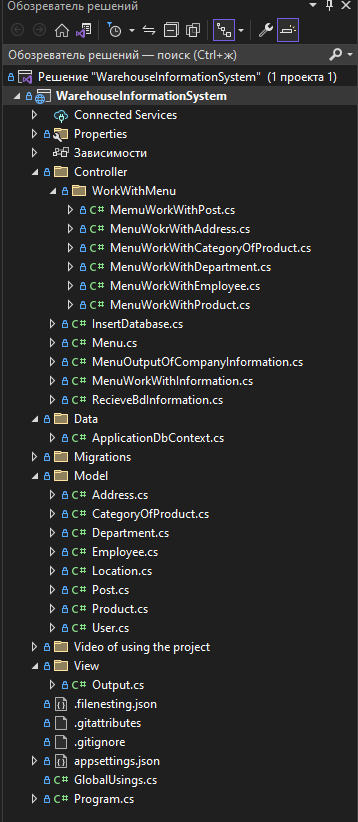 Обозреватель решений
Обозреватель решений — поиск (Ctrl+ж)
Решение "WarehouseInformationSystem" (1 проекта 1)
WarehouseInformationSystem
Connected Services
Properties
Зависимости
Controller
WorkWithMenu
MemuWorkWithPost.cs
MenuWokrWithAddress.cs
MenuWorkWithCategoryOfProduct.cs
MenuWorkWithDepartment.cs
MenuWorkWithEmployee.cs
MenuWorkWithProduct.cs
InsertDatabase.cs
Menu.cs
MenuOutputOfCompanyInformation.cs
MenuWorkWithInformation.cs
RecieveBdInformation.cs
Data
ApplicationDbContext.cs
Migrations
Model
Address.cs
CategoryOfProduct.cs
Department.cs
Employee.cs
Location.cs
Post.cs
Product.cs
User.cs
Video of using the project
View
Output.cs
.filenesting.json
.gitattributes
.gitignore
appsettings.json
GlobalUsings.cs
Program.cs